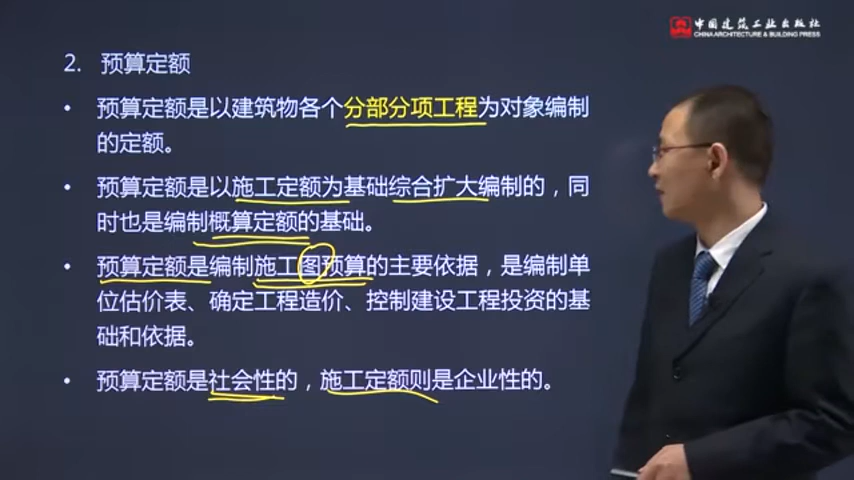 中国建筑工业出版社
CHINA ARCHITECTURE & BUILDING PRESS
2. 预算定额
• 预算定额是以建筑物各个分部分项工程为对象编制
的定额。
• 预算定额是以施工定额为基础综合扩大编制的，同
时也是编制概算定额的基础。
• 预算定额是编制施工图预算的主要依据，是编制单
位估价表、确定工程造价、控制建设工程投资的基
础和依据。
• 预算定额是社会性的，施工定额则是企业性的。